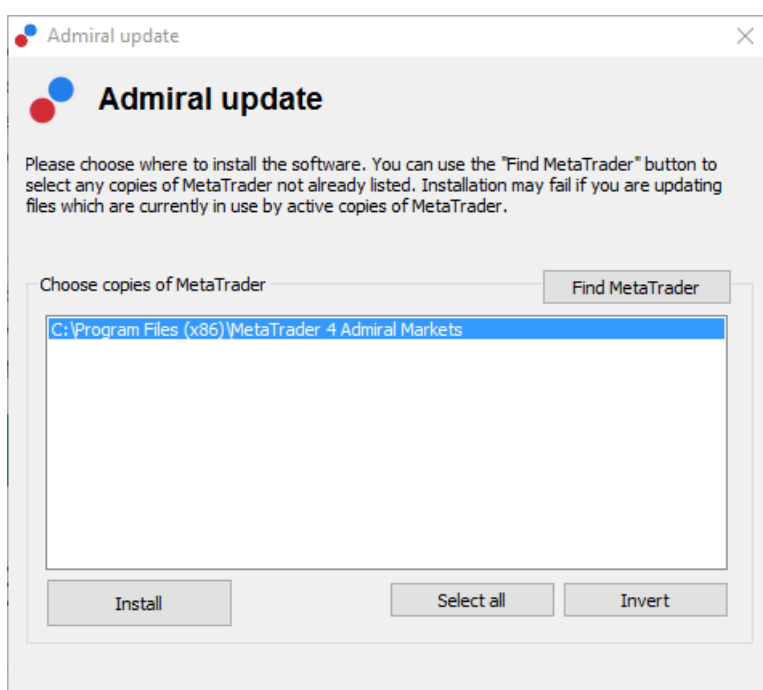 Admiral update
Admiral update
Please choose where to install the software. You can use the "Find MetaTrader" button to
select any copies of MetaTrader not already listed. Installation may fail if you are updating
files which are currently in use by active copies of MetaTrader.
Choose copies of MetaTrader
Find MetaTrader
C:\Program Files (x86)\MetaTrader 4 Admiral Markets
Install
Select all
Invert